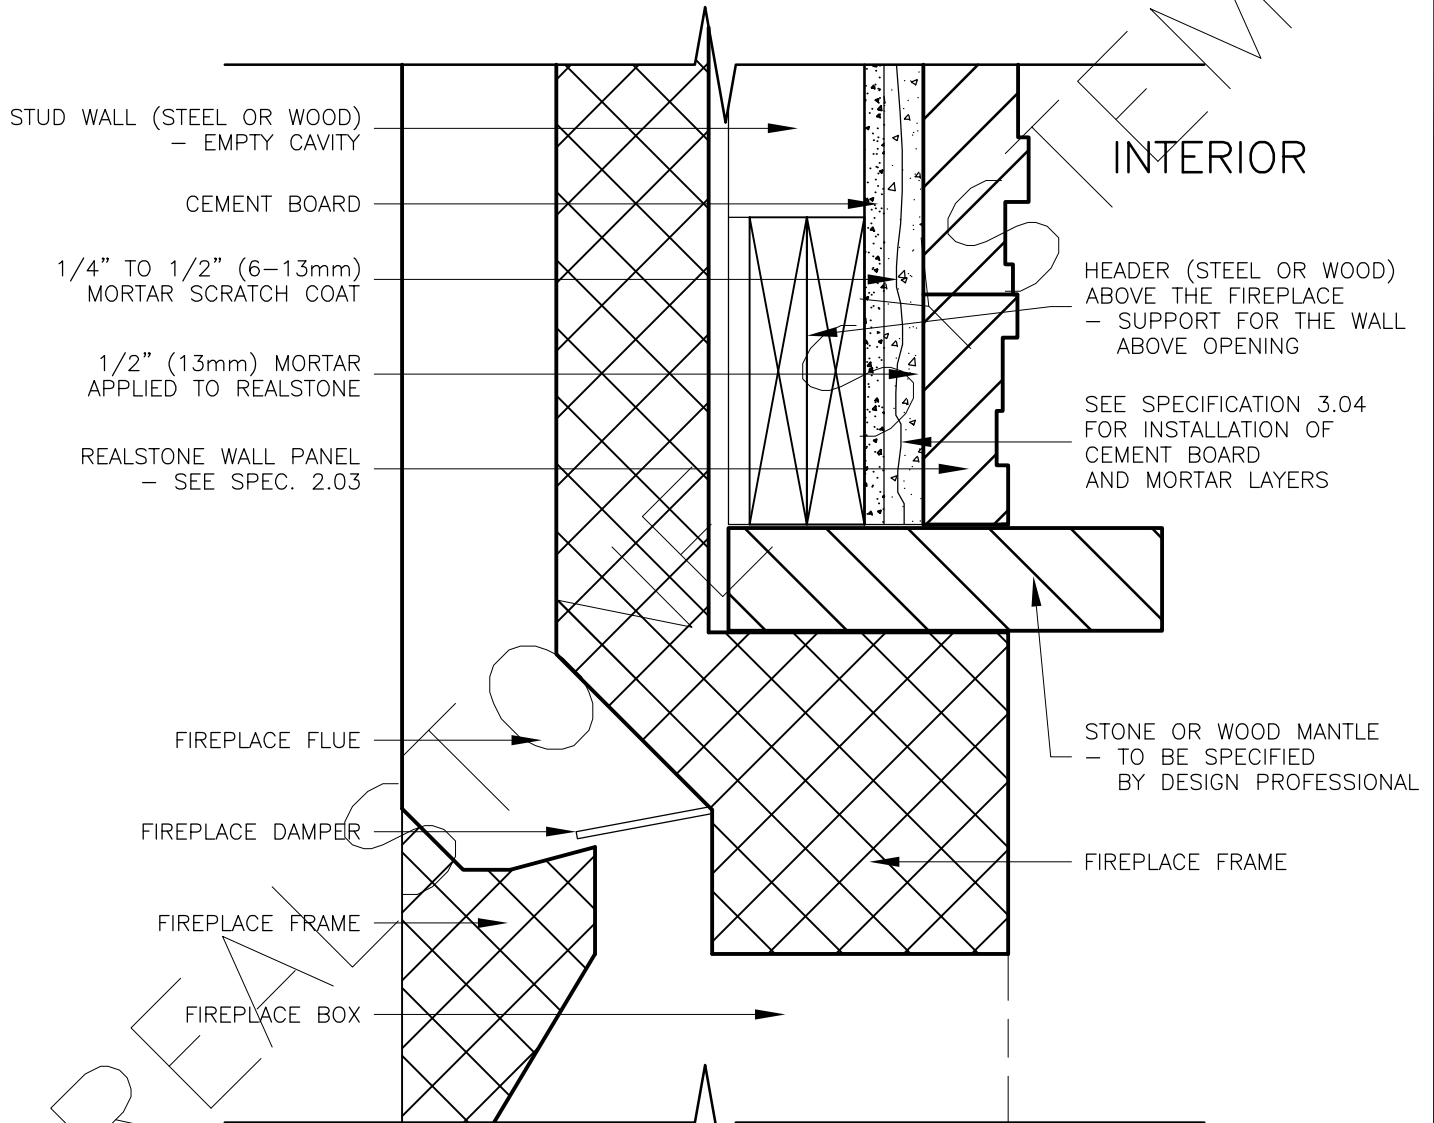 STUD WALL (STEEL OR WOOD)
– EMPTY CAVITY
CEMENT BOARD
1/4” TO 1/2” (6–13mm)
MORTAR SCRATCH COAT
1/2” (13mm) MORTAR
APPLIED TO REALSTONE
REALSTONE WALL PANEL
– SEE SPEC. 2.03
FIREPLACE FLUE
FIREPLACE DAMPER
FIREPLACE FRAME
FIREPLACE BOX
INTERIOR
HEADER (STEEL OR WOOD)
ABOVE THE FIREPLACE
– SUPPORT FOR THE WALL
ABOVE OPENING
SEE SPECIFICATION 3.04
FOR INSTALLATION OF
CEMENT BOARD
AND MORTAR LAYERS
STONE OR WOOD MANTLE
– TO BE SPECIFIED
BY DESIGN PROFESSIONAL
FIREPLACE FRAME
REALSTONE SYSTEM